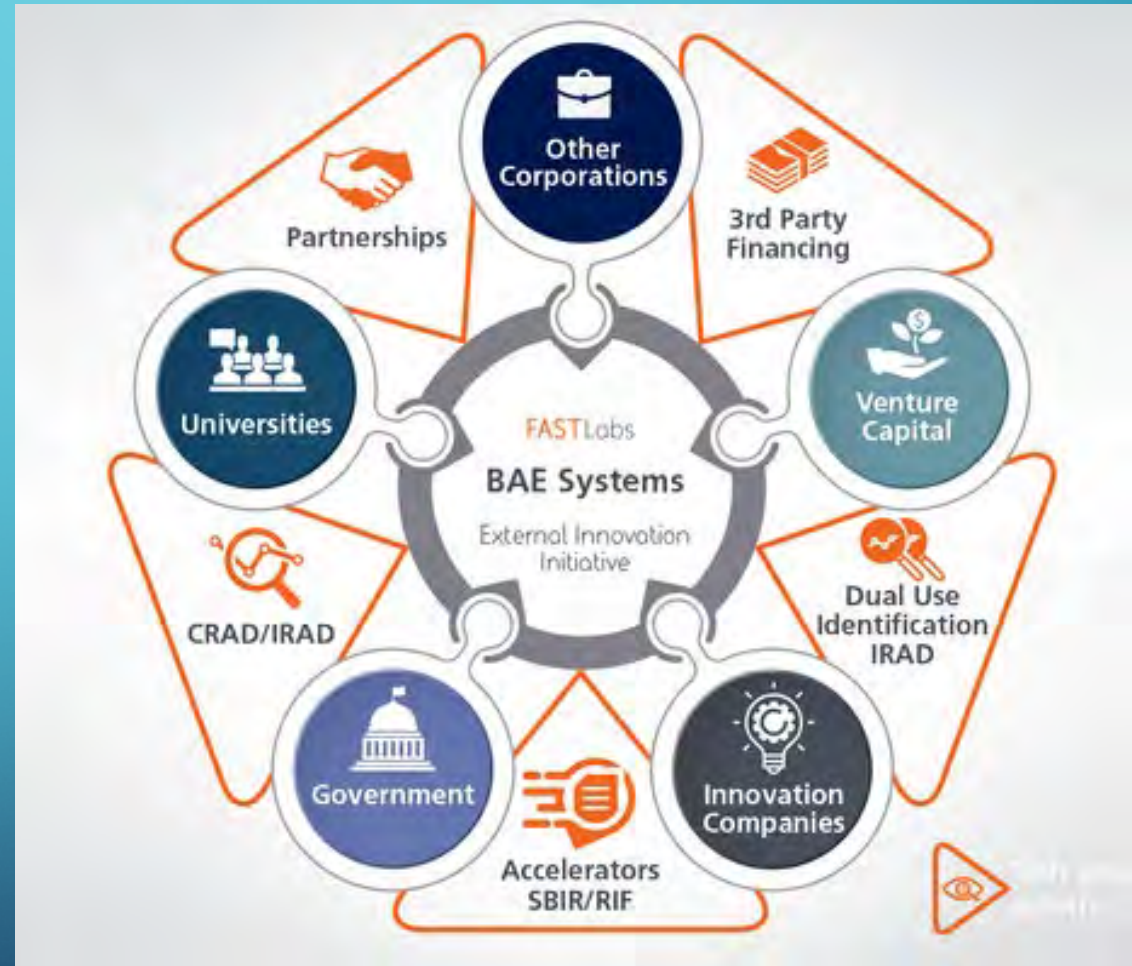 Other
Corporations
Partnerships
3rd Party
Financing
Universities
Venture
Capital
FASTLabs
BAE Systems
External Innovation
Initiative
CRAD/IRAD
Dual Use
Identification
IRAD
Government
Innovation
Companies
Accelerators
SBIR/RIF